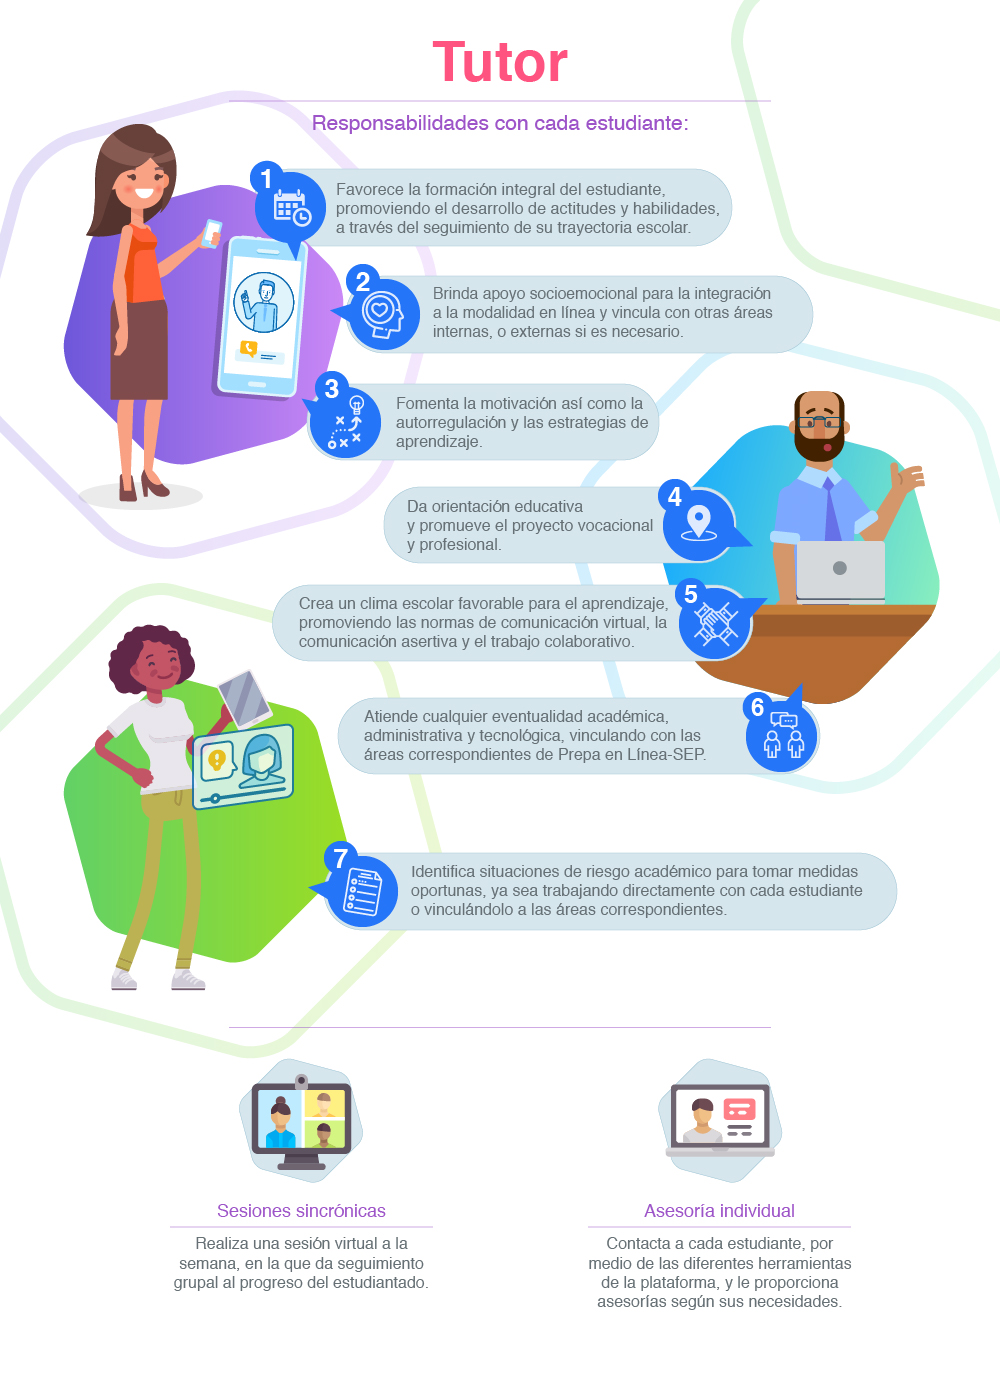 Tutor
Responsabilidades con cada estudiante:
1
Favorece la formación integral del estudiante,
promoviendo el desarrollo de actitudes y habilidades,
a través del seguimiento de su trayectoria escolar.
2
Brinda apoyo socioemocional para la integración
a la modalidad en línea y vincula con otras áreas
internas, o externas si es necesario.
3
Fomenta la motivación así como la
autorregulación y las estrategias de
aprendizaje.
4
Da orientación educativa
y promueve el proyecto vocacional
y profesional.
5
Crea un clima escolar favorable para el aprendizaje,
promoviendo las normas de comunicación virtual, la
comunicación asertiva y el trabajo colaborativo.
6
Atiende cualquier eventualidad académica,
administrativa y tecnológica, vinculando con las
áreas correspondientes de Prepa en Línea-SEP.
7
Identifica situaciones de riesgo académico para tomar medidas
oportunas, ya sea trabajando directamente con cada estudiante
o vinculándolo a las áreas correspondientes.
Sesiones sincrónicas
Realiza una sesión virtual a la
semana, en la que da seguimiento
grupal al progreso del estudiantado.
Asesoría individual
Contacta a cada estudiante, por
medio de las diferentes herramientas
de la plataforma, y le proporciona
asesorías según sus necesidades.